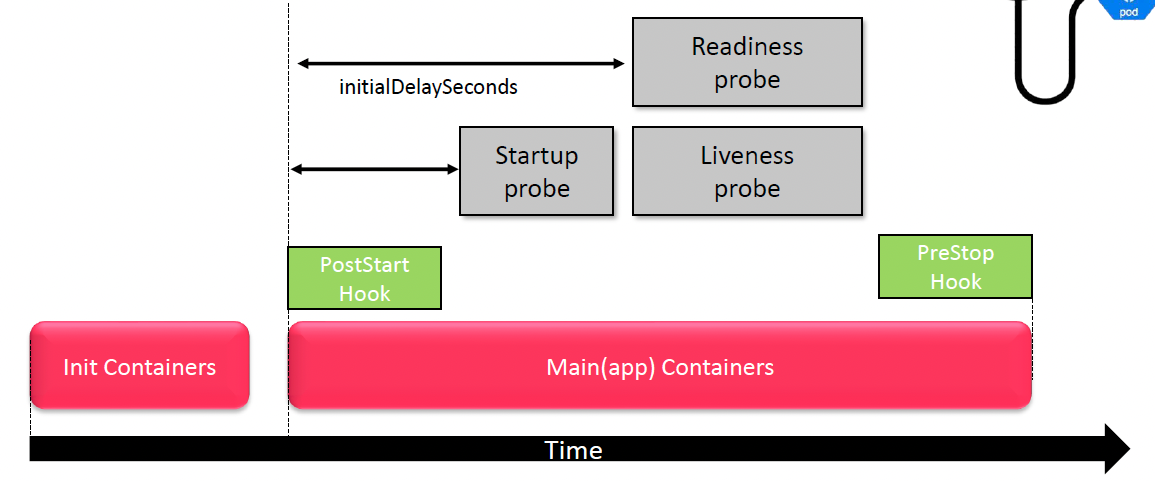 pod
Readiness
probe
initialDelaySeconds
Startup
probe
Liveness
probe
PostStart
Hook
PreStop
Hook
Init Containers
Main(app) Containers
Time